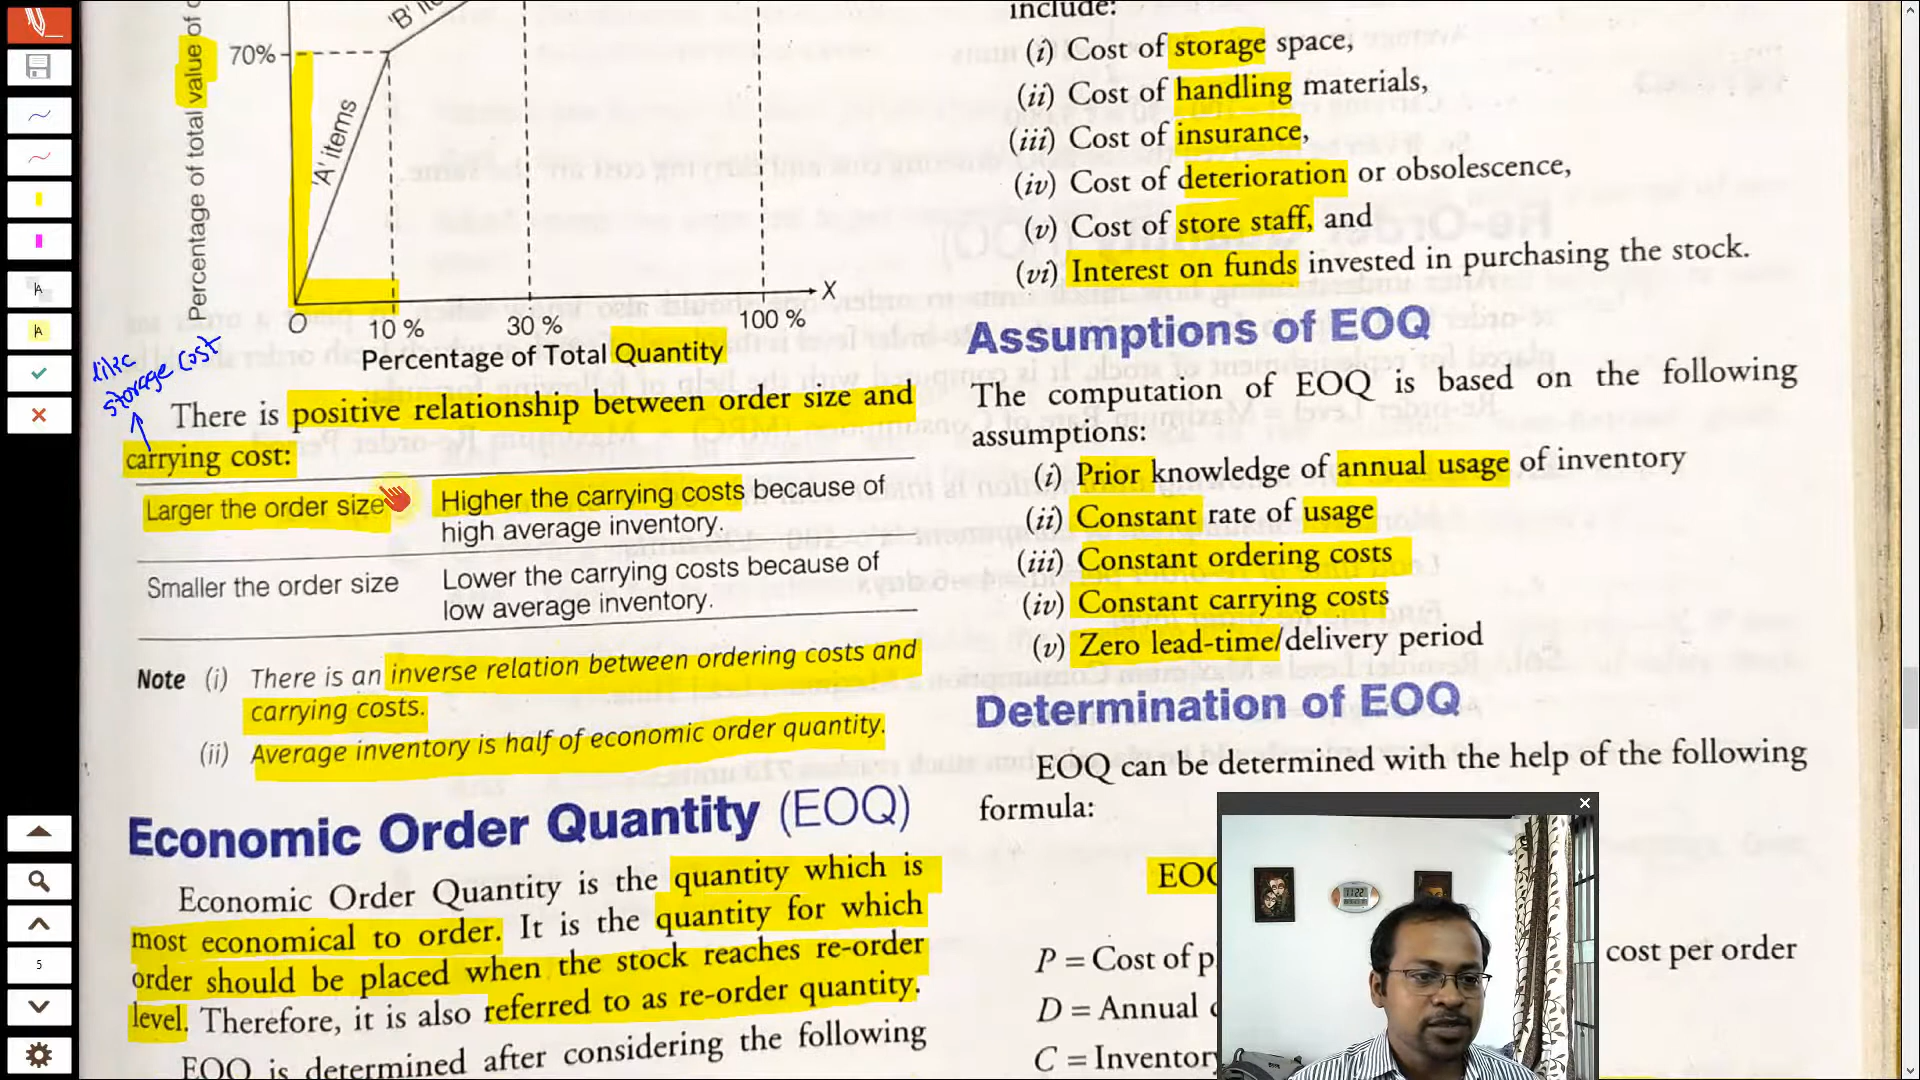 Percentage of total value of
70%
'A' items
'B'
O
10 %
30 %
100 %
X
Percentage of Total Quantity
like
storage cost
There is positive relationship between order size and
carrying cost:
Larger the order size Higher the carrying costs because of
high average inventory.
Smaller the order size Lower the carrying costs because of
low average inventory.
Note (i) There is an inverse relation between ordering costs and
carrying costs.
(ii) Average inventory is half of economic order quantity.
Economic Order Quantity (EOQ)
Economic Order Quantity is the quantity which is
most economical to order. It is the quantity for which
order should be placed when the stock reaches re-order
level. Therefore, it is also referred to as re-order quantity.
EOQ is determined after considering the following
include:
(i) Cost of storage space,
(ii) Cost of handling materials,
(iii) Cost of insurance,
(iv) Cost of deterioration or obsolescence,
(v) Cost of store staff, and
(vi) Interest on funds invested in purchasing the stock.
Assumptions of EOQ
The computation of EOQ is based on the following
assumptions:
(i) Prior knowledge of annual usage of inventory
(ii) Constant rate of usage
(iii) Constant ordering costs
(iv) Constant carrying costs
(v) Zero lead-time/delivery period
Determination of EOQ
EOQ can be determined with the help of the following
formula:
P = Cost of
cost per order
D = Annual
C = Inventory
A
A
5